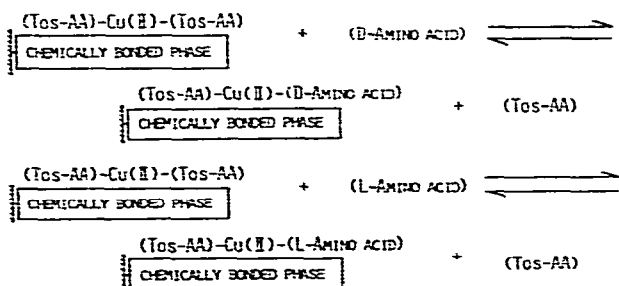 (Tos-AA)-Cu(II)-(Tos-AA)
CHEMICALLY BONDED PHASE
+ (D-AMINO ACID)
(Tos-AA)-Cu(II)-(D-AMINO ACID)
CHEMICALLY BONDED PHASE
+ (Tos-AA)
(Tos-AA)-Cu(II)-(Tos-AA)
CHEMICALLY BONDED PHASE
+ (L-AMINO ACID)
(Tos-AA)-Cu(II)-(L-AMINO ACID)
CHEMICALLY BONDED PHASE
+ (Tos-AA)